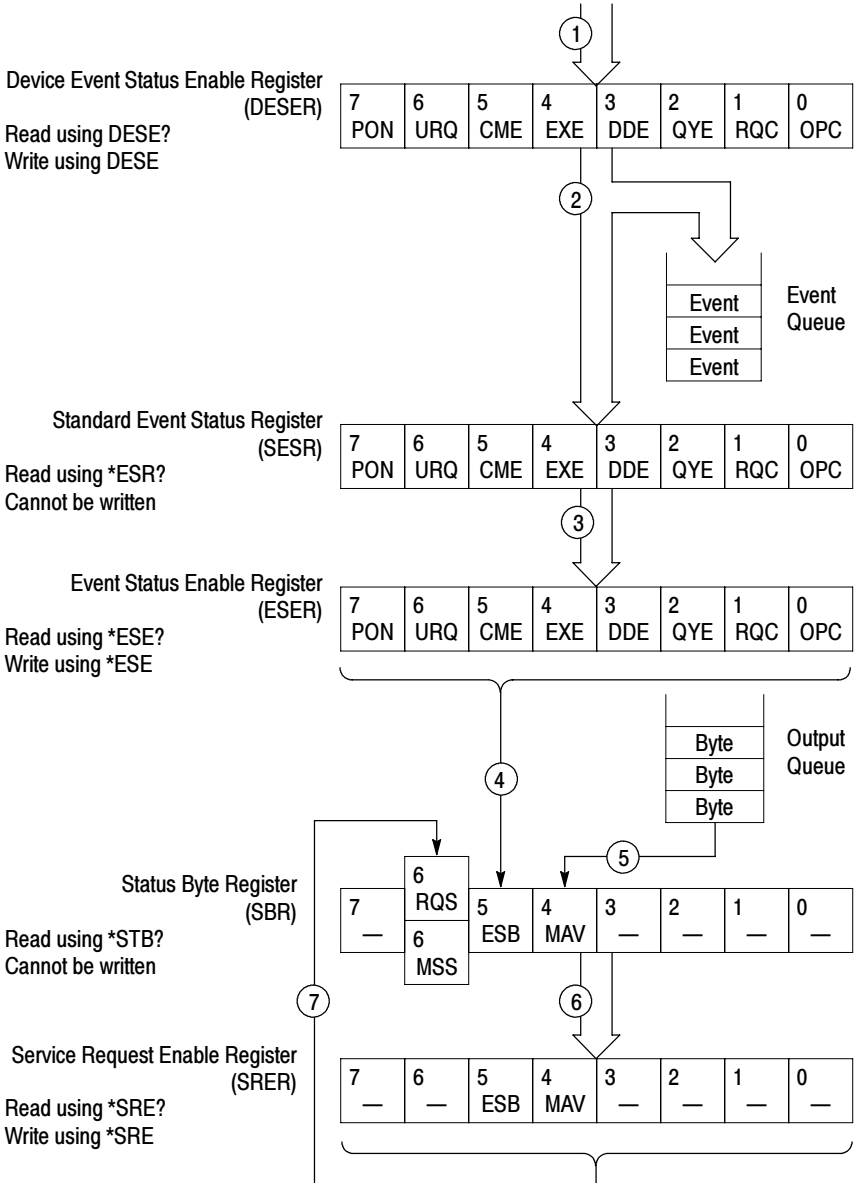 1
Device Event Status Enable Register
(DESER)
Read using DESE?
Write using DESE
7 6 5 4 3 2 1 0
PON URQ CME EXE DDE QYE RQC OPC
2
Event
Event
Event
Event
Queue
Standard Event Status Register
(SESR)
Read using *ESR?
Cannot be written
7 6 5 4 3 2 1 0
PON URQ CME EXE DDE QYE RQC OPC
3
Event Status Enable Register
(ESER)
Read using *ESE?
Write using *ESE
7 6 5 4 3 2 1 0
PON URQ CME EXE DDE QYE RQC OPC
4
Byte
Byte
Byte
Output
Queue
5
Status Byte Register
(SBR)
Read using *STB?
Cannot be written
6
RQS
7 5 4 3 2 1 0
— ESB MAV — — — —
6
MSS
7
6
Service Request Enable Register
(SRER)
Read using *SRE?
Write using *SRE
7 6 5 4 3 2 1 0
— — ESB MAV — — — —